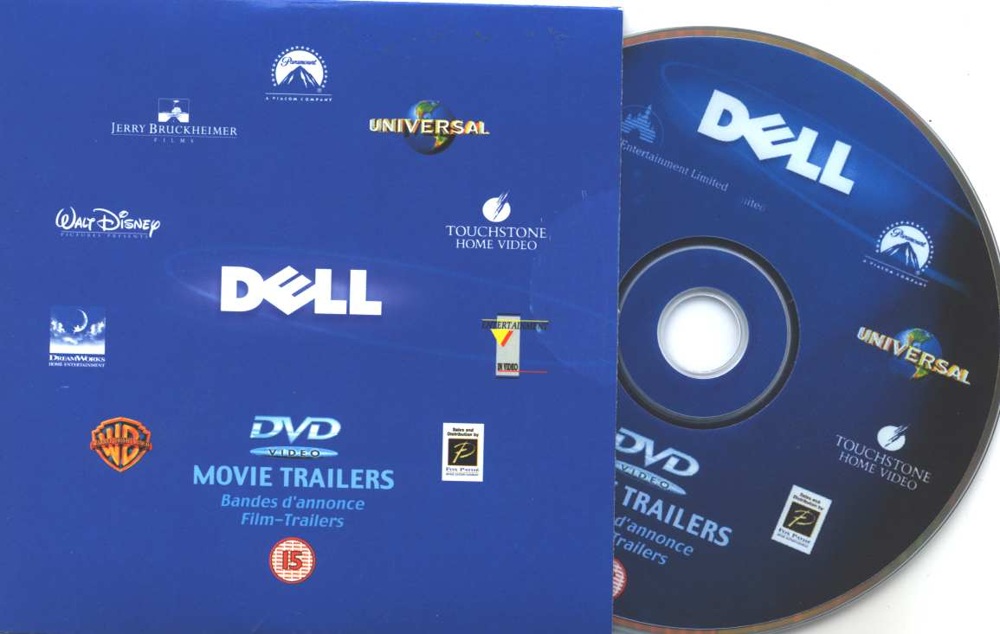 Paramount
A VIACOM COMPANY
JERRY BRUCKHEIMER
FILMS
UNIVERSAL
WALT DISNEY
PICTURES PRESENTS
TOUCHSTONE
HOME VIDEO
DELL
DREAMWORKS
HOME ENTERTAINMENT
ENTERTAINMENT
IN VIDEO
WB
DVD
VIDEO
MOVIE TRAILERS
Bandes d'annonce
Film-Trailers
15
Sales and
Distribution by
FOX PATHÉ
DELL
Entertainment Limited
Paramount
A VIACOM COMPANY
UNIVERSAL
TOUCHSTONE
HOME VIDEO
DVD
VIDEO
TRAILERS
d'annonce
Trailers
Sales and
Distribution by
FOX PATHÉ